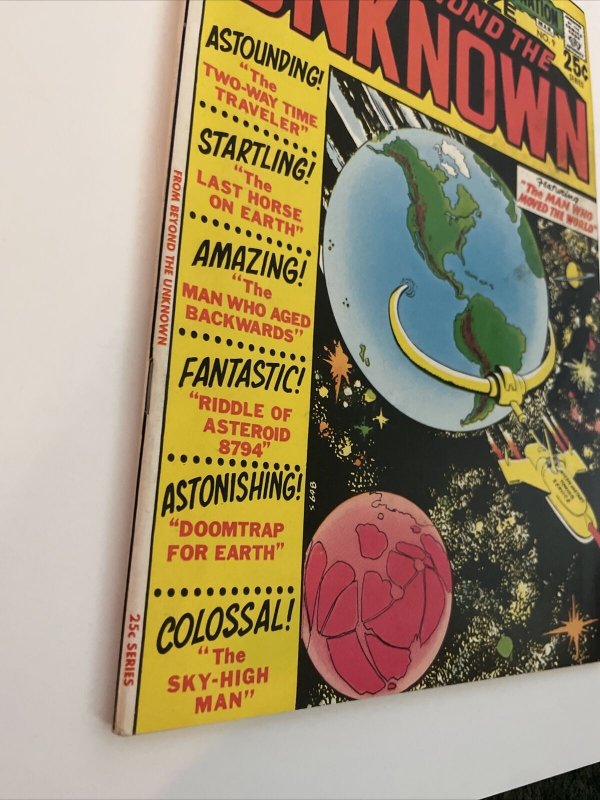 BEYOND THE
UNKNOWN
NO. 9
25¢
ASTOUNDING!
"The
TWO-WAY TIME
TRAVELER"
STARTLING!
"The
LAST HORSE
ON EARTH"
AMAZING!
"The
MAN WHO AGED
BACKWARDS"
FANTASTIC!
"RIDDLE OF
ASTEROID
8794"
ASTONISHING!
"DOOMTRAP
FOR EARTH"
COLOSSAL!
"The
SKY-HIGH
MAN"
Featuring
"The MAN WHO
MOVED THE WORLD"
FROM BEYOND THE UNKNOWN
25¢ SERIES